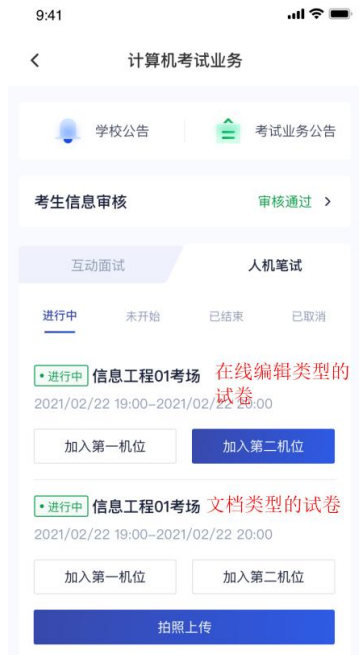 9:41
计算机考试业务
学校公告 考试业务公告
考生信息审核 审核通过
互动面试 人机笔试
进行中 未开始 已结束 已取消
•进行中 信息工程01考场 在线编辑类型的
试卷
2021/02/22 19:00-2021/02/22 20:00
加入第一机位 加入第二机位
•进行中 信息工程01考场 文档类型的试卷
2021/02/22 19:00-2021/02/22 20:00
加入第一机位 加入第二机位
拍照上传